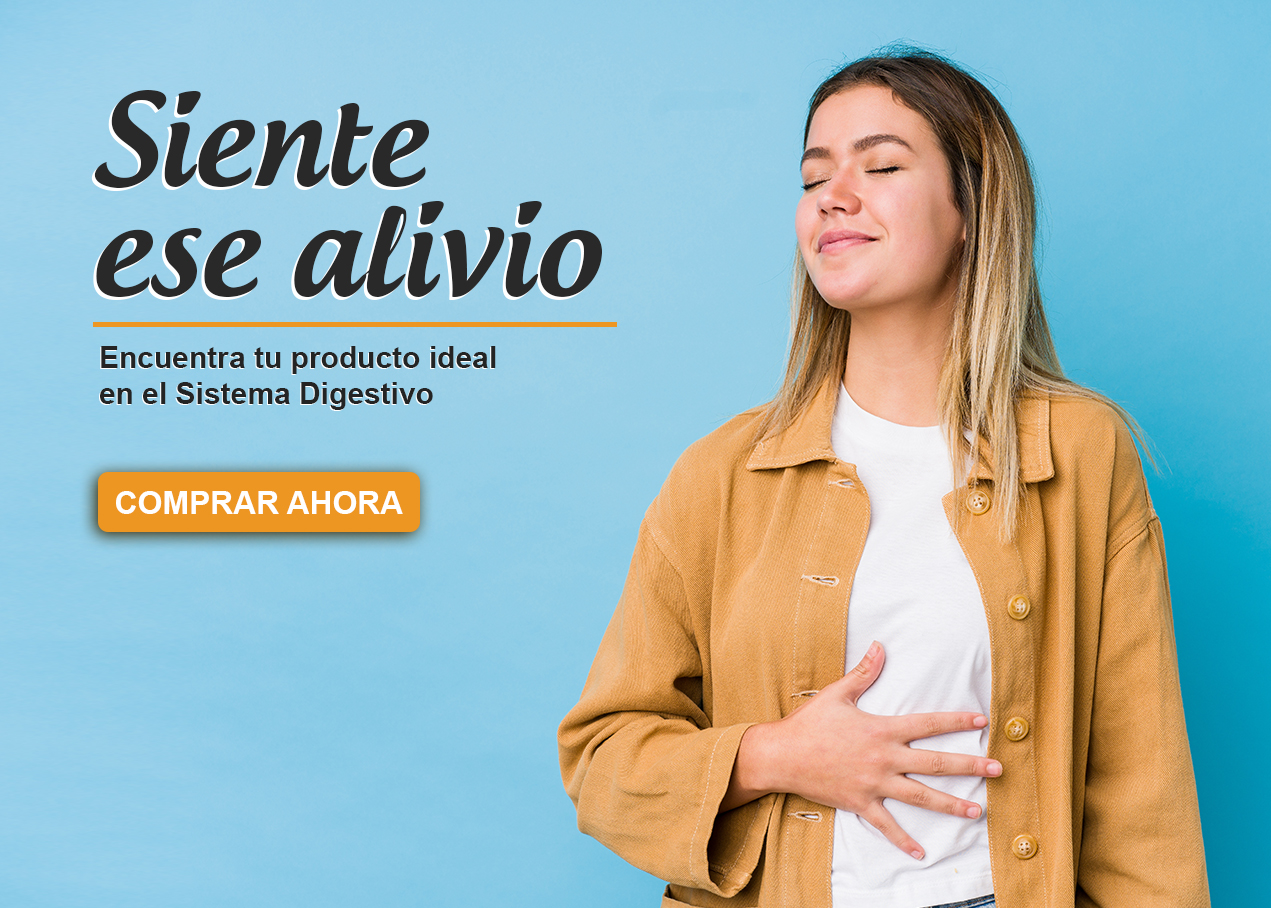 Siente
ese alivio
Encuentra tu producto ideal
en el Sistema Digestivo
COMPRAR AHORA